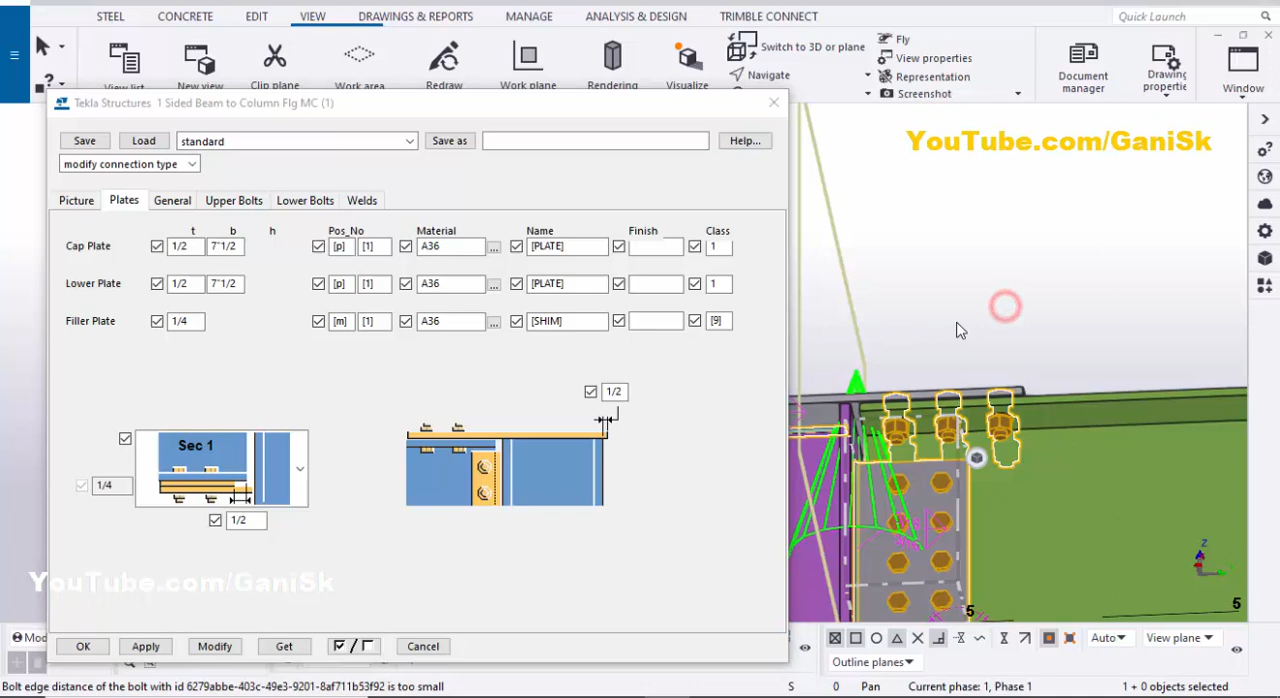 STEEL CONCRETE EDIT VIEW DRAWINGS & REPORTS MANAGE ANALYSIS & DESIGN TRIMBLE CONNECT Quick Launch
Switch to 3D or plane
Fly
View properties
Navigate
Representation
Screenshot
View list New view Clip plane Work area Redraw Work plane Rendering Visualize
Document manager
Drawing properties
Window
Tekla Structures 1 Sided Beam to Column Flg MC (1)
YouTube.com/GaniSk
Save Load standard Save as Help...
modify connection type
Picture Plates General Upper Bolts Lower Bolts Welds
t b h Pos_No Material Name Finish Class
Cap Plate 1/2 7"1/2 [p] [1] A36 ... [PLATE] 1
Lower Plate 1/2 7"1/2 [p] [1] A36 ... [PLATE] 1
Filler Plate 1/4 [m] [1] A36 ... [SHIM] [9]
1/2
Sec 1
1/4
1/2
YouTube.com/GaniSk
5
5
OK Apply Modify Get / Cancel
Auto View plane
Outline planes
Bolt edge distance of the bolt with id 6279abbe-403c-49e3-9201-8af711b53f92 is too small
S 0 Pan Current phase: 1, Phase 1 1 + 0 objects selected
Z